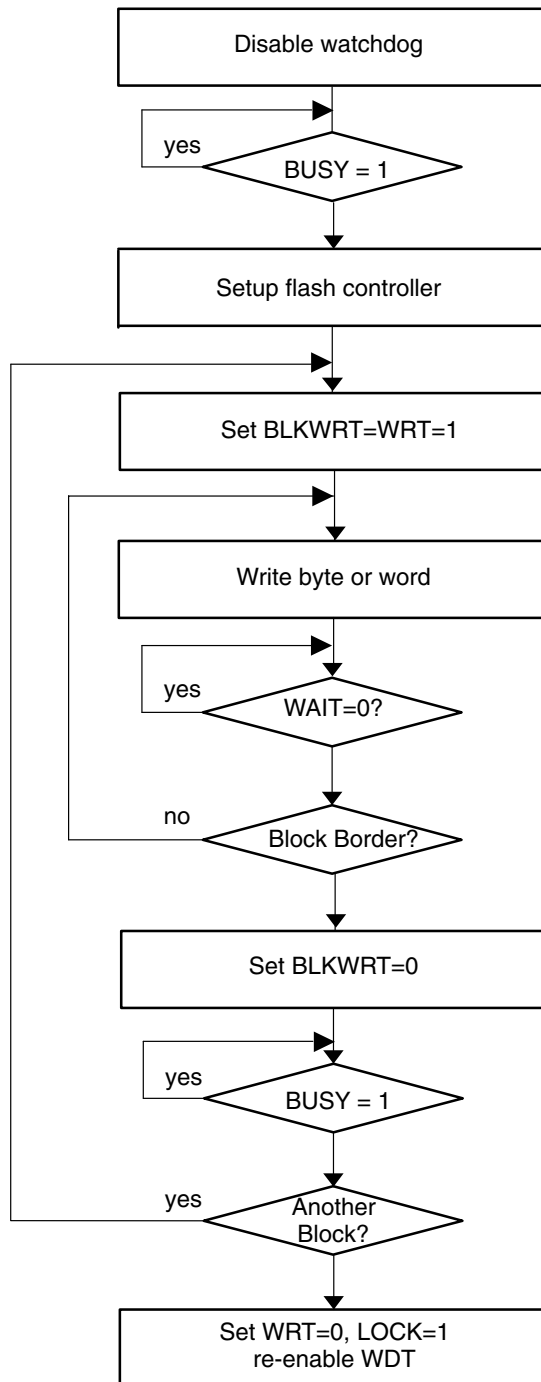 Disable watchdog
yes
BUSY = 1
Setup flash controller
Set BLKWRT=WRT=1
Write byte or word
yes
WAIT=0?
no
Block Border?
Set BLKWRT=0
yes
BUSY = 1
yes
Another
Block?
Set WRT=0, LOCK=1
re-enable WDT